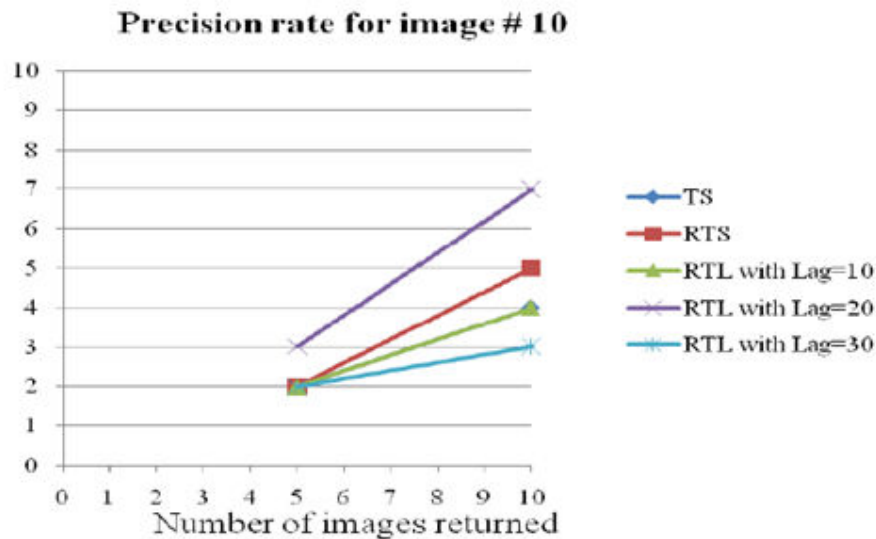 Precision rate for image # 10
10
9
8
7
6
5
4
3
2
1
0
0 1 2 3 4 5 6 7 8 9 10
Number of images returned
TS
RTS
RTL with Lag=10
RTL with Lag=20
RTL with Lag=30